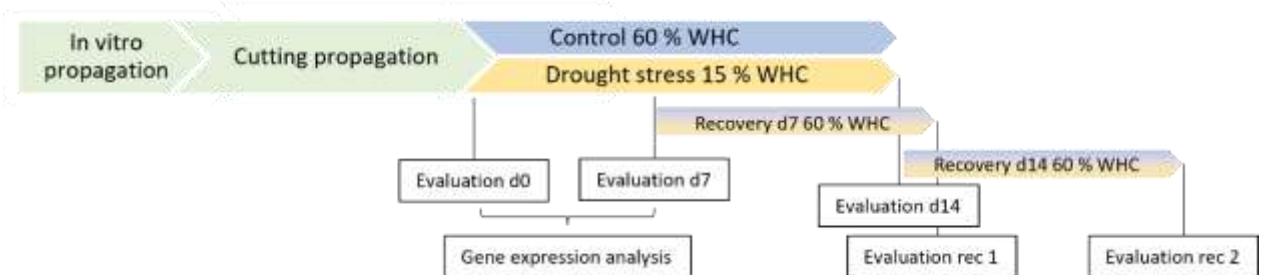 In vitro
propagation
Cutting propagation
Control 60 % WHC
Drought stress 15 % WHC
Recovery d7 60 % WHC
Recovery d14 60 % WHC
Evaluation d0
Evaluation d7
Evaluation d14
Gene expression analysis
Evaluation rec 1
Evaluation rec 2